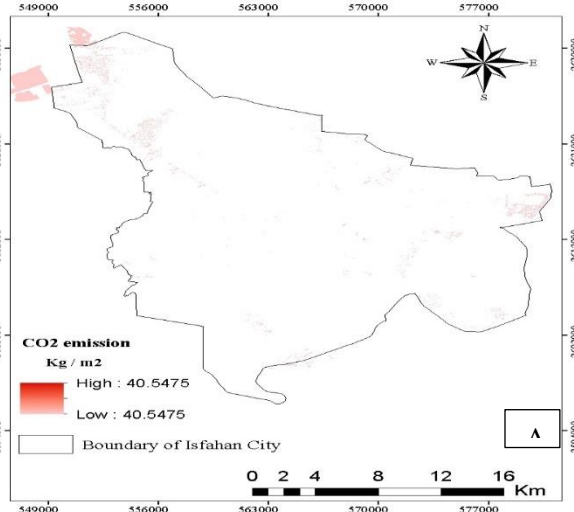 549000 556000 563000 570000 577000
N
W E
S
CO2 emission
Kg / m2
High : 40.5475
Low : 40.5475
Boundary of Isfahan City
٨
0 2 4 8 12 16
Km
549000 556000 563000 570000 577000